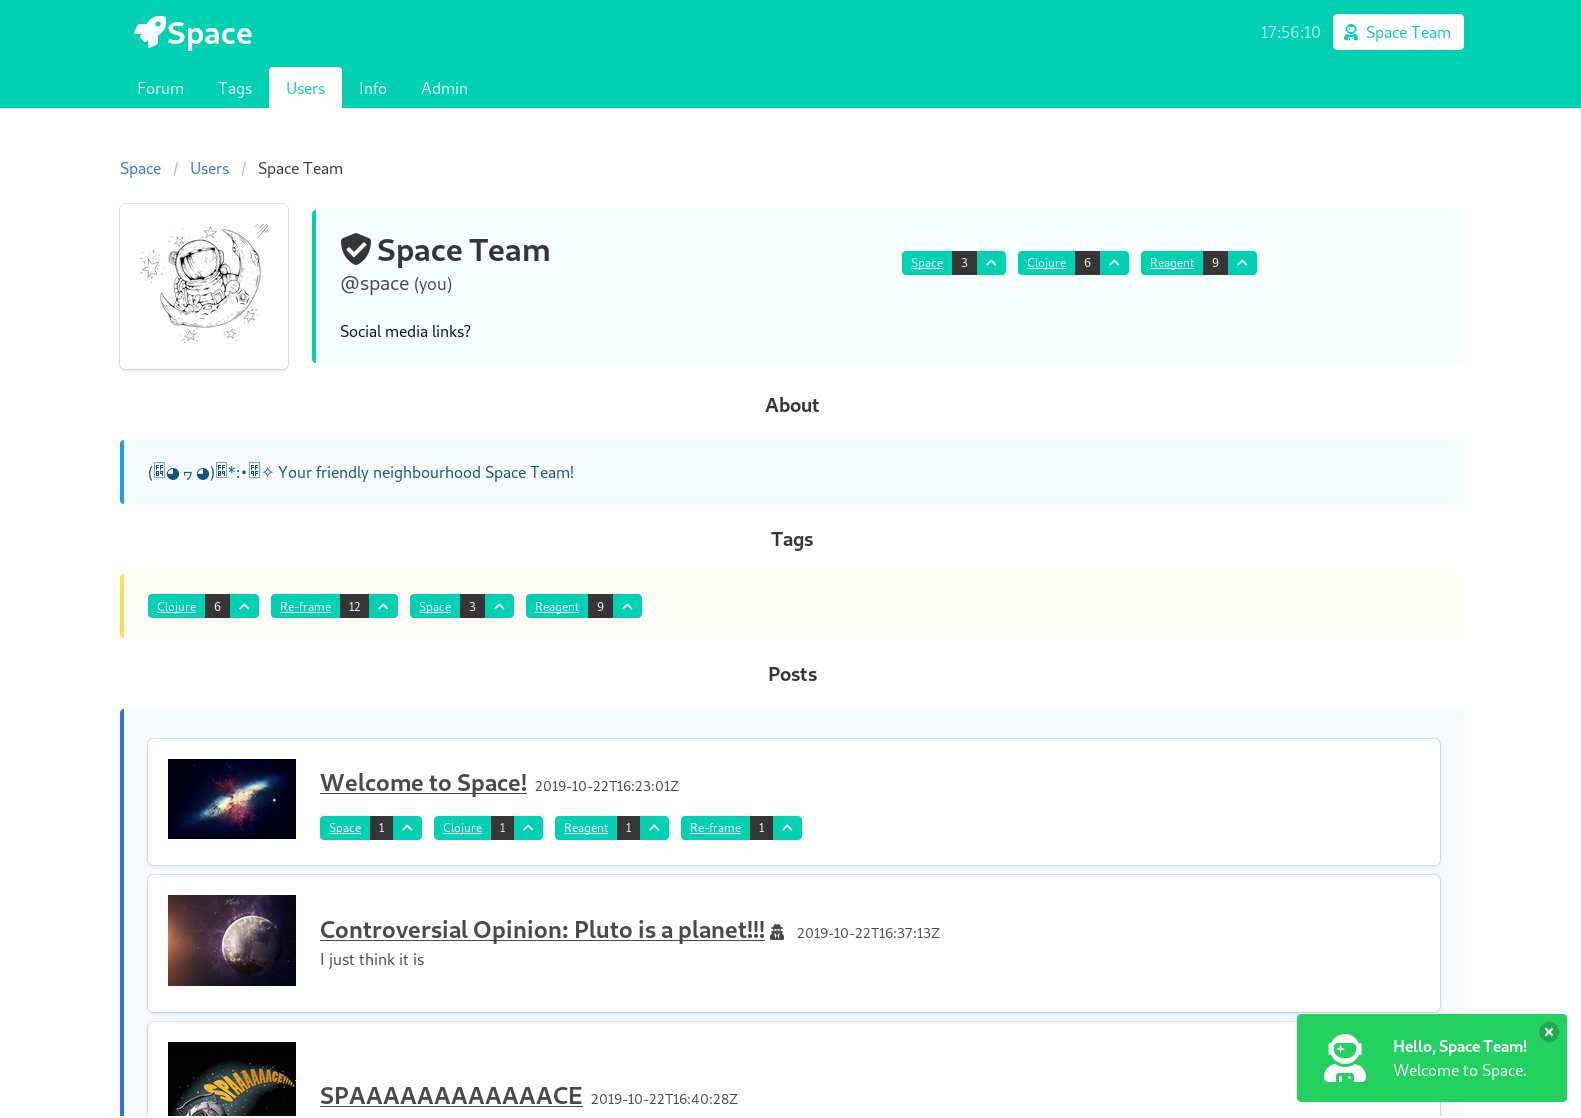 Space
17:56:10 Space Team
Forum Tags Users Info Admin
Space / Users / Space Team
Space Team
@space (you)
Space 3 Clojure 6 Reagent 9
Social media links?
About
Your friendly neighbourhood Space Team!
Tags
Clojure 6 Re-frame 12 Space 3 Reagent 9
Posts
Welcome to Space! 2019-10-22T16:23:01Z
Space 1 Clojure 1 Reagent 1 Re-frame 1
Pluto
Controversial Opinion: Pluto is a planet!!! 2019-10-22T16:37:13Z
I just think it is
SPAAAAAAAAAAAACE 2019-10-22T16:40:28Z
Hello, Space Team!
Welcome to Space.